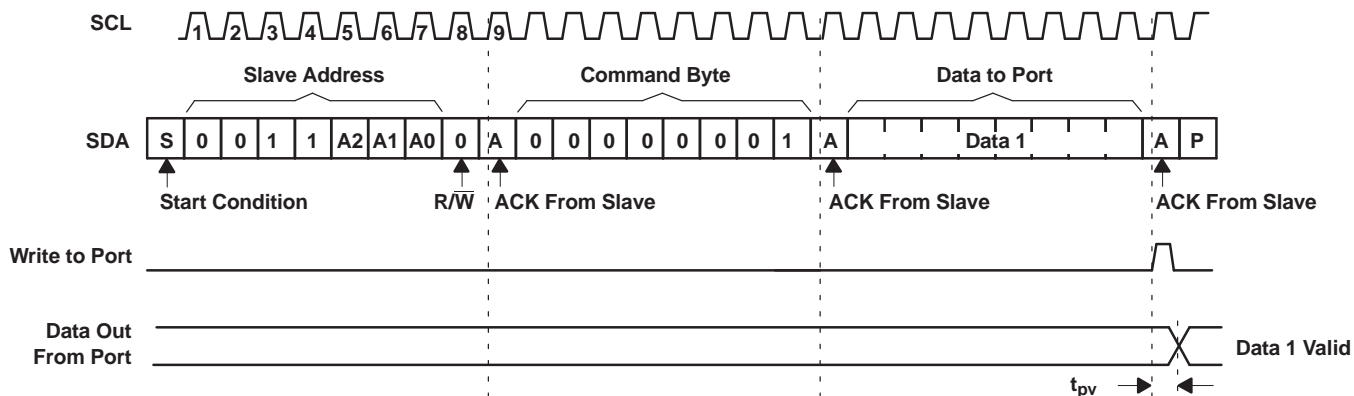 SCL 1 2 3 4 5 6 7 8 9
Slave Address Command Byte Data to Port
SDA S 0 0 1 1 A2 A1 A0 0 A 0 0 0 0 0 0 0 1 A Data 1 A P
Start Condition R/W̅ ACK From Slave ACK From Slave ACK From Slave
Write to Port
Data Out
From Port
Data 1 Valid
tpv